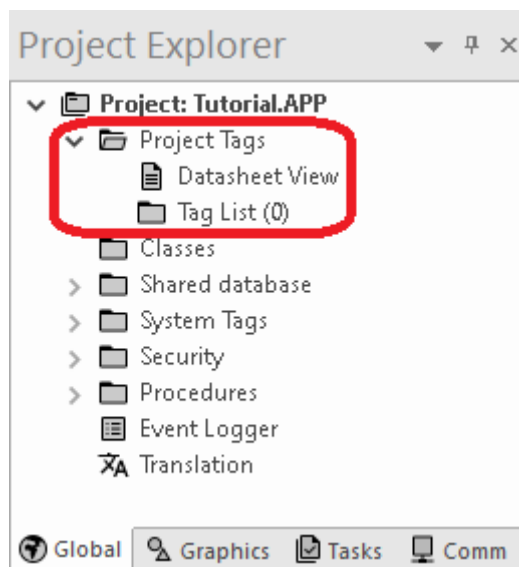 Project Explorer
Project: Tutorial.APP
Project Tags
Datasheet View
Tag List (0)
Classes
Shared database
System Tags
Security
Procedures
Event Logger
Translation
Global Graphics Tasks Comm